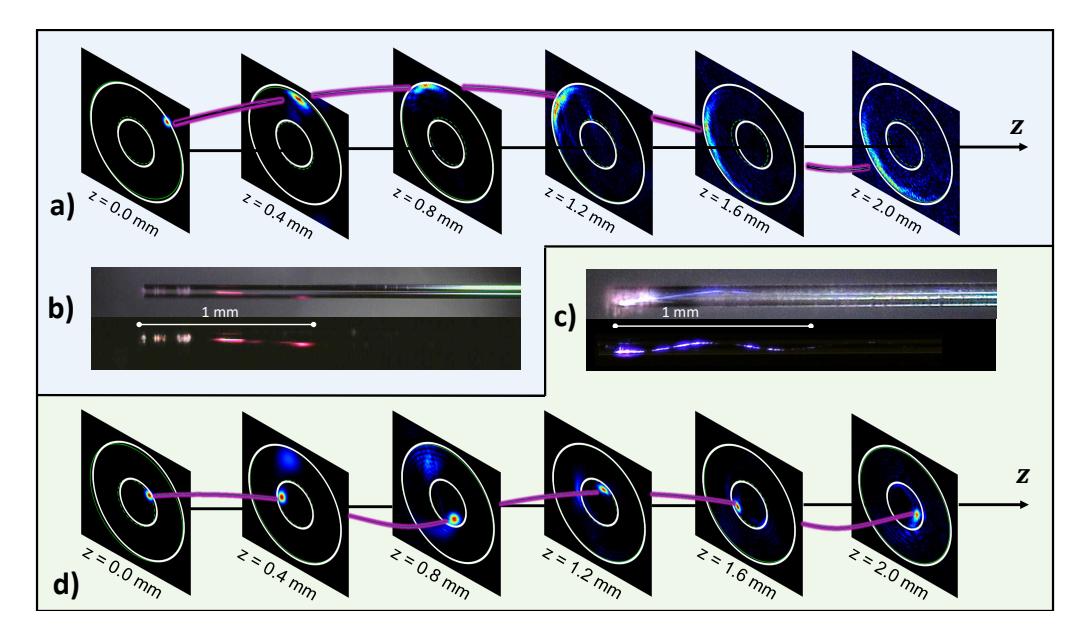 z
a)
z = 0.0 mm
z = 0.4 mm
z = 0.8 mm
z = 1.2 mm
z = 1.6 mm
z = 2.0 mm
b)
1 mm
c)
1 mm
z
d)
z = 0.0 mm
z = 0.4 mm
z = 0.8 mm
z = 1.2 mm
z = 1.6 mm
z = 2.0 mm